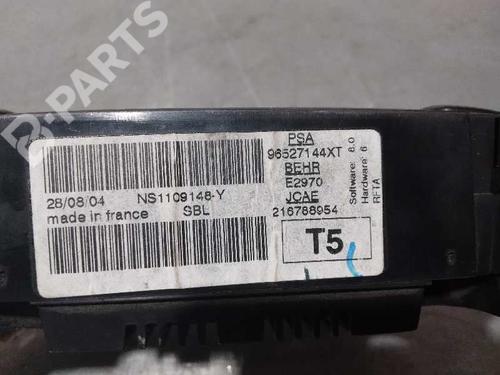 B-PARTS
28/08/04 NS1109148-Y
made in france SBL
PSA
96527144XT
BEHR
E2970
JCAE
216788954
T5
Software: 8.0
Hardware: 6
RFTA